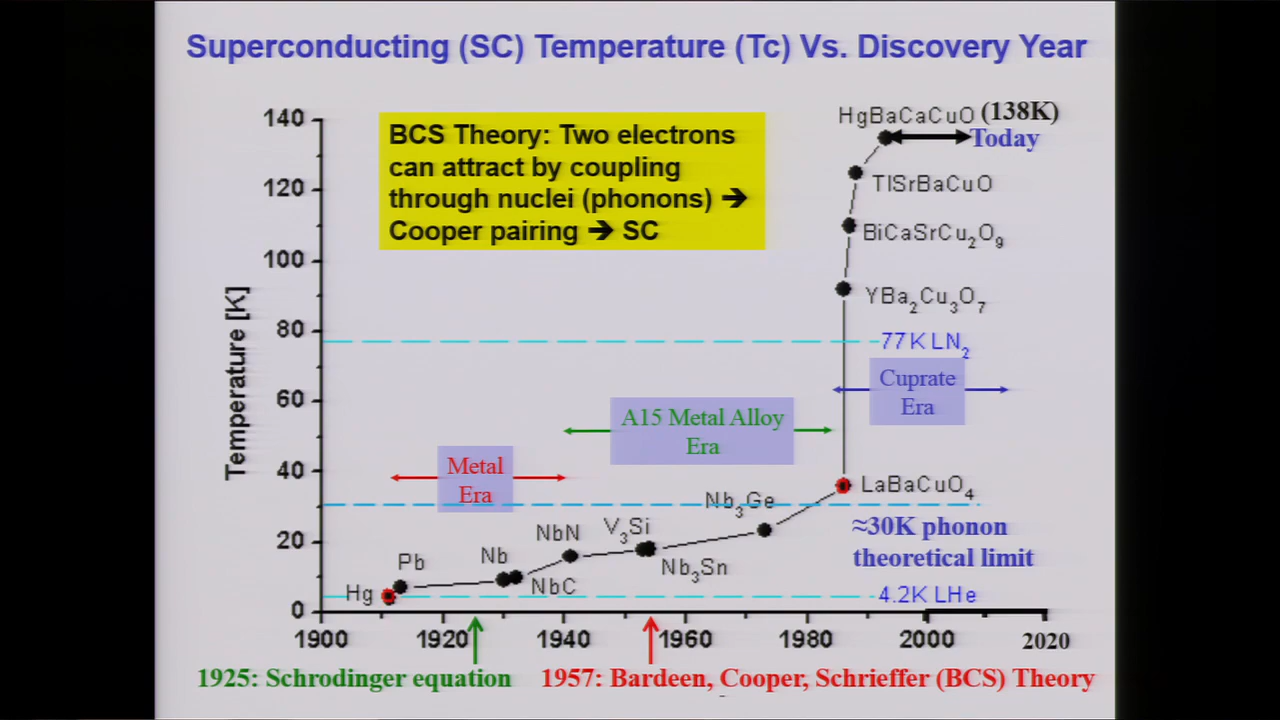 Superconducting (SC) Temperature (Tc) Vs. Discovery Year
BCS Theory: Two electrons
can attract by coupling
through nuclei (phonons) ➔
Cooper pairing ➔ SC
HgBaCaCuO (138K)
Today
TlSrBaCuO
BiCaSrCu₂O₉
YBa₂Cu₃O₇
77K LN₂
Cuprate
Era
A15 Metal Alloy
Era
Metal
Era
LaBaCuO₄
Nb₃Ge
≈30K phonon
theoretical limit
V₃Si
NbN
Nb₃Sn
Nb
NbC
Pb
Hg
4.2K LHe
Temperature [K]
140
120
100
80
60
40
20
0
1900 1920 1940 1960 1980 2000 2020
1925: Schrodinger equation
1957: Bardeen, Cooper, Schrieffer (BCS) Theory